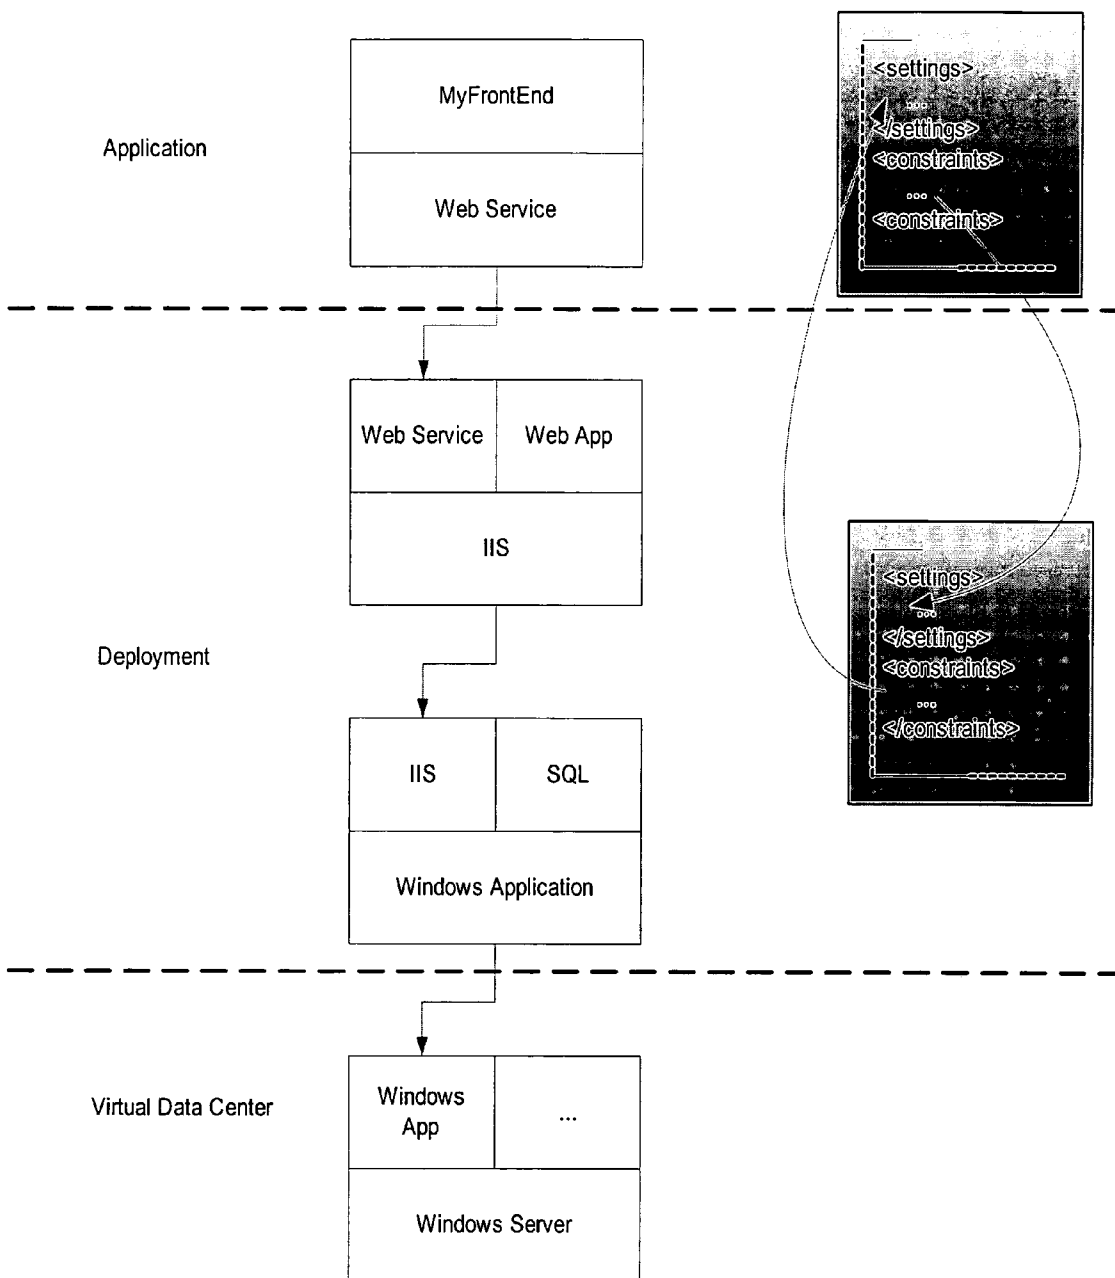 MyFrontEnd
Application
Web Service
<settings>
...
</settings>
<constraints>
...
<constraints>
Web Service
Web App
IIS
Deployment
IIS
SQL
Windows Application
<settings>
...
</settings>
<constraints>
...
</constraints>
Virtual Data Center
Windows
App
...
Windows Server